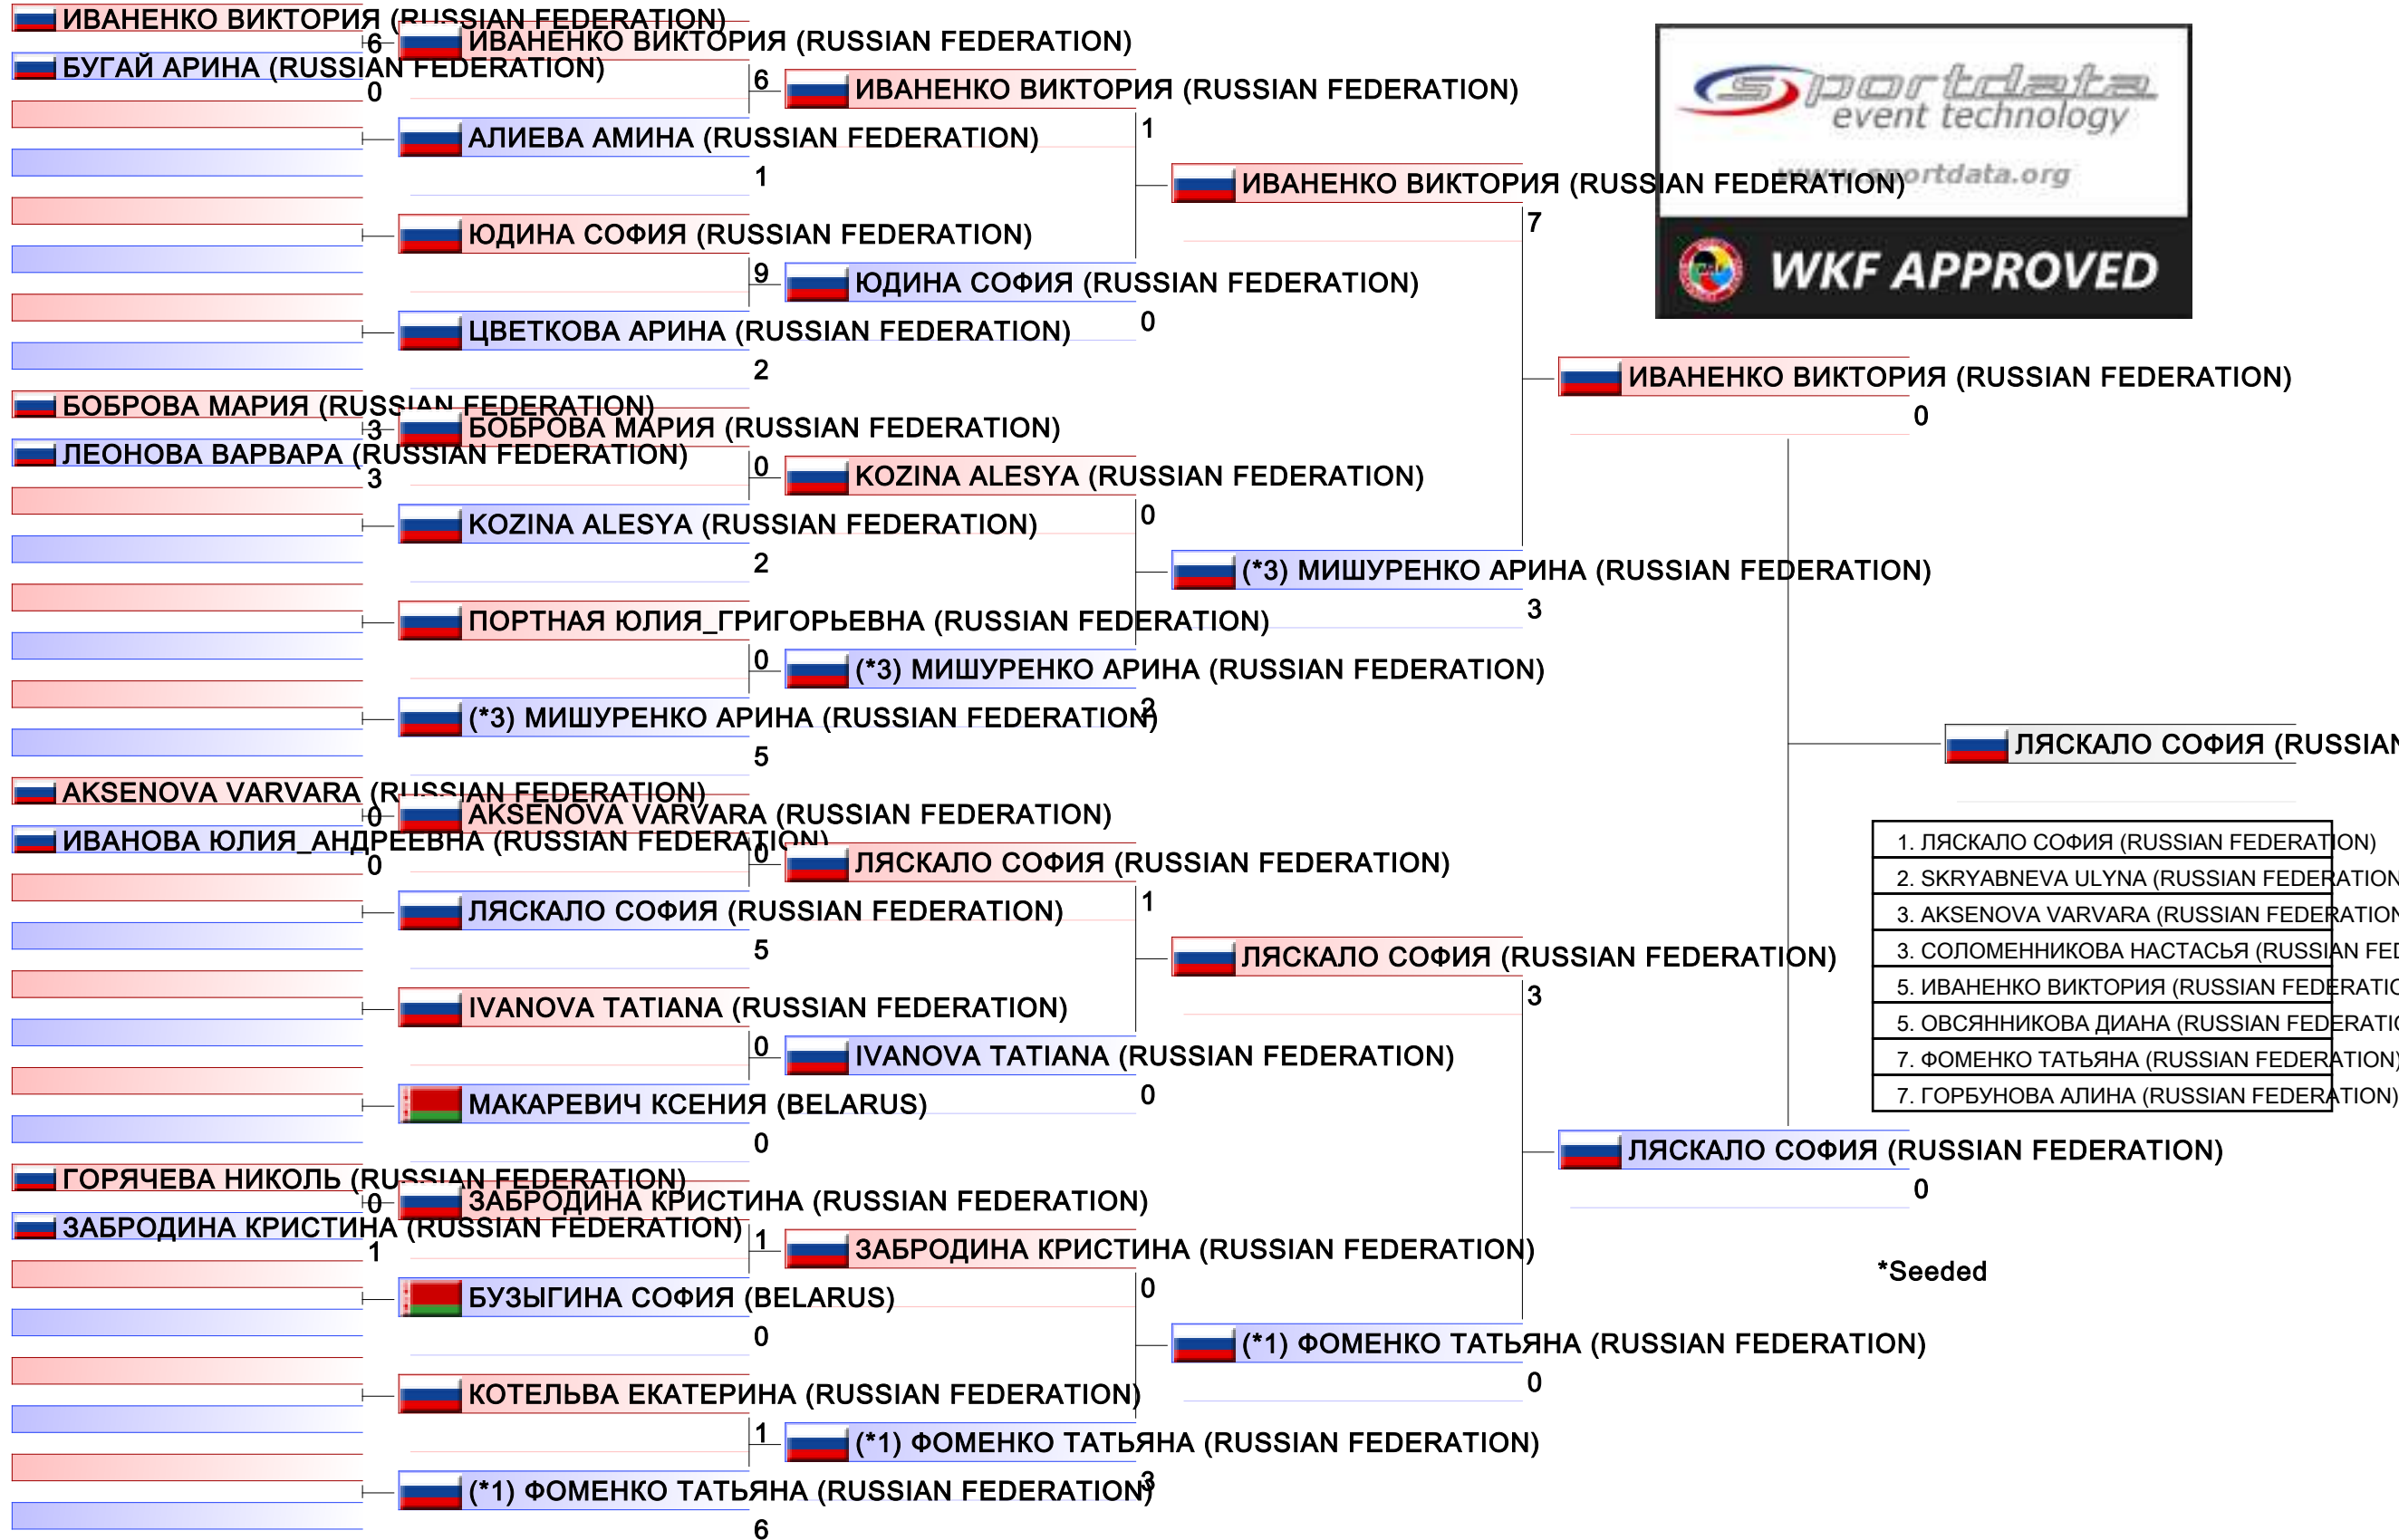 ИВАНЕНКО ВИКТОРИЯ (RUSSIAN FEDERATION)
6
БУГАЙ АРИНА (RUSSIAN FEDERATION)
0
БОБРОВА МАРИЯ (RUSSIAN FEDERATION)
3
ЛЕОНОВА ВАРВАРА (RUSSIAN FEDERATION)
3
AKSENOVA VARVARA (RUSSIAN FEDERATION)
0
ИВАНОВА ЮЛИЯ_АНДРЕЕВНА (RUSSIAN FEDERATION)
0
ГОРЯЧЕВА НИКОЛЬ (RUSSIAN FEDERATION)
0
ЗАБРОДИНА КРИСТИНА (RUSSIAN FEDERATION)
1
ИВАНЕНКО ВИКТОРИЯ (RUSSIAN FEDERATION)
6
АЛИЕВА АМИНА (RUSSIAN FEDERATION)
1
ЮДИНА СОФИЯ (RUSSIAN FEDERATION)
9
ЦВЕТКОВА АРИНА (RUSSIAN FEDERATION)
2
БОБРОВА МАРИЯ (RUSSIAN FEDERATION)
0
KOZINA ALESYA (RUSSIAN FEDERATION)
2
ПОРТНАЯ ЮЛИЯ_ГРИГОРЬЕВНА (RUSSIAN FEDERATION)
0
(*3) МИШУРЕНКО АРИНА (RUSSIAN FEDERATION)
5
AKSENOVA VARVARA (RUSSIAN FEDERATION)
0
ЛЯСКАЛО СОФИЯ (RUSSIAN FEDERATION)
5
IVANOVA TATIANA (RUSSIAN FEDERATION)
0
МАКАРЕВИЧ КСЕНИЯ (BELARUS)
0
ЗАБРОДИНА КРИСТИНА (RUSSIAN FEDERATION)
1
БУЗЫГИНА СОФИЯ (BELARUS)
0
КОТЕЛЬВА ЕКАТЕРИНА (RUSSIAN FEDERATION)
1
(*1) ФОМЕНКО ТАТЬЯНА (RUSSIAN FEDERATION)
6
ИВАНЕНКО ВИКТОРИЯ (RUSSIAN FEDERATION)
1
ЮДИНА СОФИЯ (RUSSIAN FEDERATION)
0
KOZINA ALESYA (RUSSIAN FEDERATION)
0
(*3) МИШУРЕНКО АРИНА (RUSSIAN FEDERATION)
2
ЛЯСКАЛО СОФИЯ (RUSSIAN FEDERATION)
1
IVANOVA TATIANA (RUSSIAN FEDERATION)
0
ЗАБРОДИНА КРИСТИНА (RUSSIAN FEDERATION)
0
(*1) ФОМЕНКО ТАТЬЯНА (RUSSIAN FEDERATION)
3
ИВАНЕНКО ВИКТОРИЯ (RUSSIAN FEDERATION)
7
(*3) МИШУРЕНКО АРИНА (RUSSIAN FEDERATION)
3
ЛЯСКАЛО СОФИЯ (RUSSIAN FEDERATION)
3
(*1) ФОМЕНКО ТАТЬЯНА (RUSSIAN FEDERATION)
0
ИВАНЕНКО ВИКТОРИЯ (RUSSIAN FEDERATION)
0
ЛЯСКАЛО СОФИЯ (RUSSIAN FEDERATION)
0
sportdata
event technology
www.sportdata.org
WKF APPROVED
ЛЯСКАЛО СОФИЯ (RUSSIAN
1. ЛЯСКАЛО СОФИЯ (RUSSIAN FEDERATION)
2. SKRYABNEVA ULYNA (RUSSIAN FEDERATION
3. AKSENOVA VARVARA (RUSSIAN FEDERATION
3. СОЛОМЕННИКОВА НАСТАСЬЯ (RUSSIAN FED
5. ИВАНЕНКО ВИКТОРИЯ (RUSSIAN FEDERATIO
5. ОВСЯННИКОВА ДИАНА (RUSSIAN FEDERATIO
7. ФОМЕНКО ТАТЬЯНА (RUSSIAN FEDERATION)
7. ГОРБУНОВА АЛИНА (RUSSIAN FEDERATION)
*Seeded